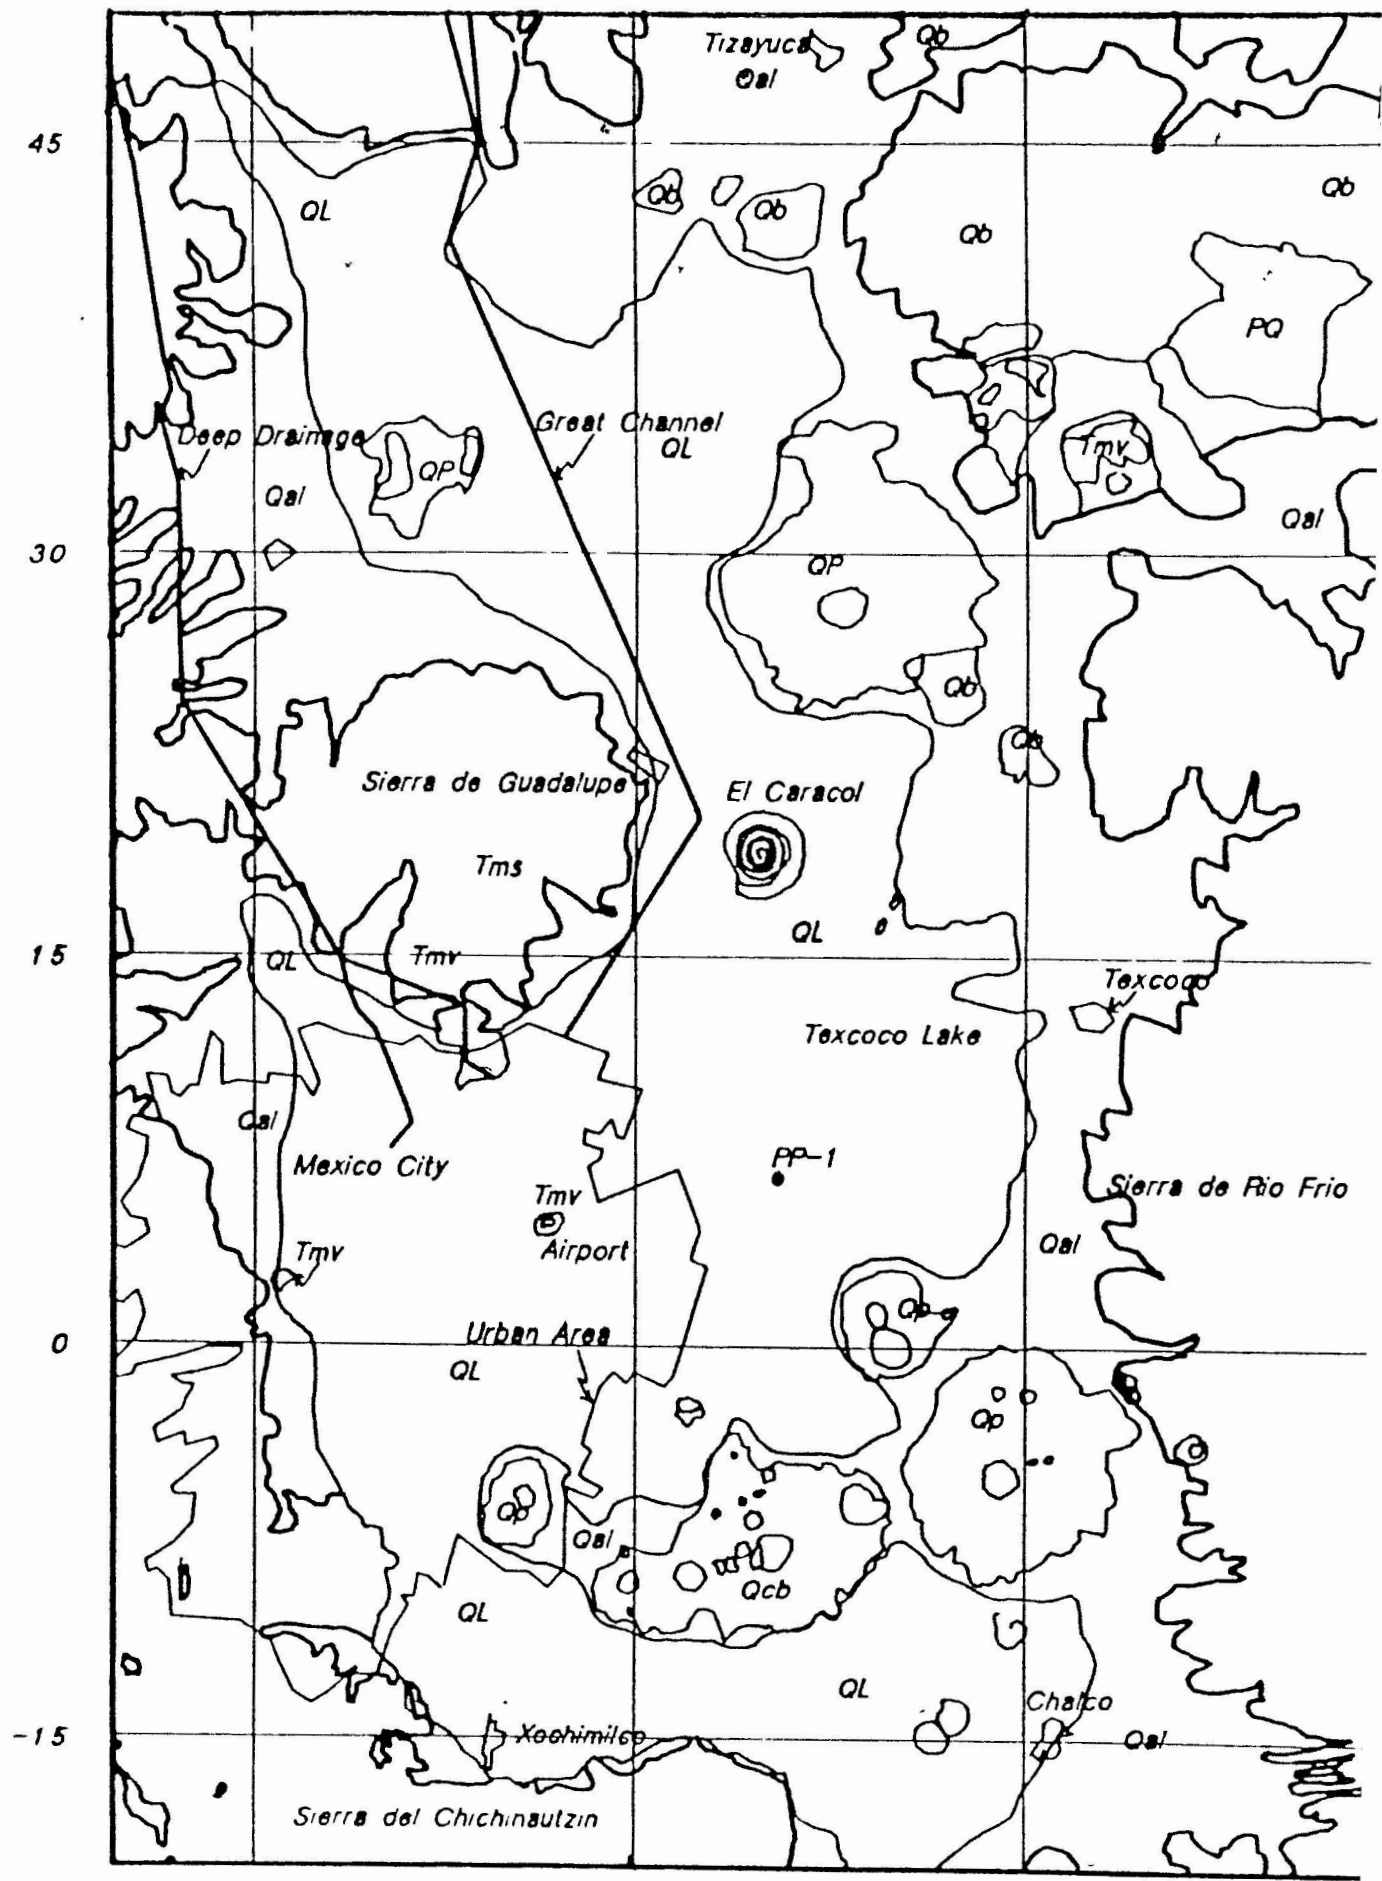 Tizayuca
Qb
Qal
45
Qb
QL
Qb
Qb
Qb
PQ
Great Channel
Deep Drainage
QL
Tmv
QP
Qal
Qal
30
QP
Qb
Qb
Sierra de Guadalupe
El Caracol
Tms
QL
15
QL
Tmv
Texcoco
Texcoco Lake
Qal
Mexico City
PP-1
Tmv
Sierra de Rio Frio
Airport
Qal
Tmv
Qp
Urban Area
0
QL
Qp
Qp
Qal
Qcb
QL
QL
Chalco
-15
Xochimilco
Qal
Sierra del Chichinautzin